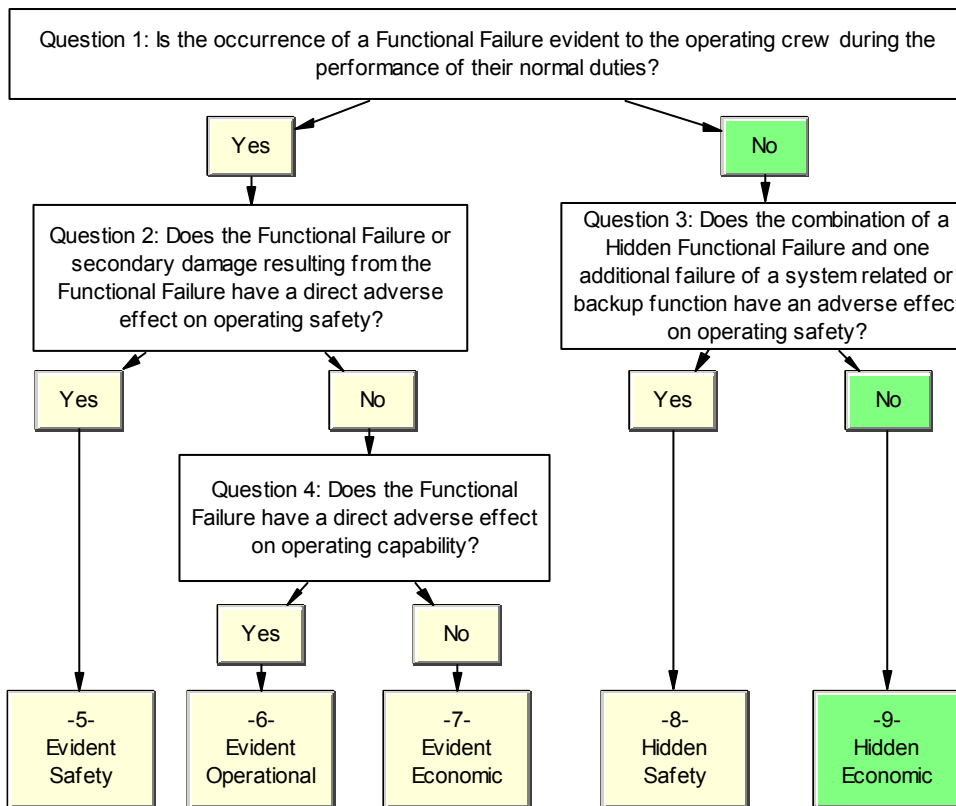 Question 1: Is the occurrence of a Functional Failure evident to the operating crew during the
performance of their normal duties?
Yes
No
Question 2: Does the Functional Failure or
secondary damage resulting from the
Functional Failure have a direct adverse
effect on operating safety?
Question 3: Does the combination of a
Hidden Functional Failure and one
additional failure of a system related or
backup function have an adverse effect
on operating safety?
Yes
No
Yes
No
Question 4: Does the Functional
Failure have a direct adverse effect
on operating capability?
Yes
No
-5-
Evident
Safety
-6-
Evident
Operational
-7-
Evident
Economic
-8-
Hidden
Safety
-9-
Hidden
Economic